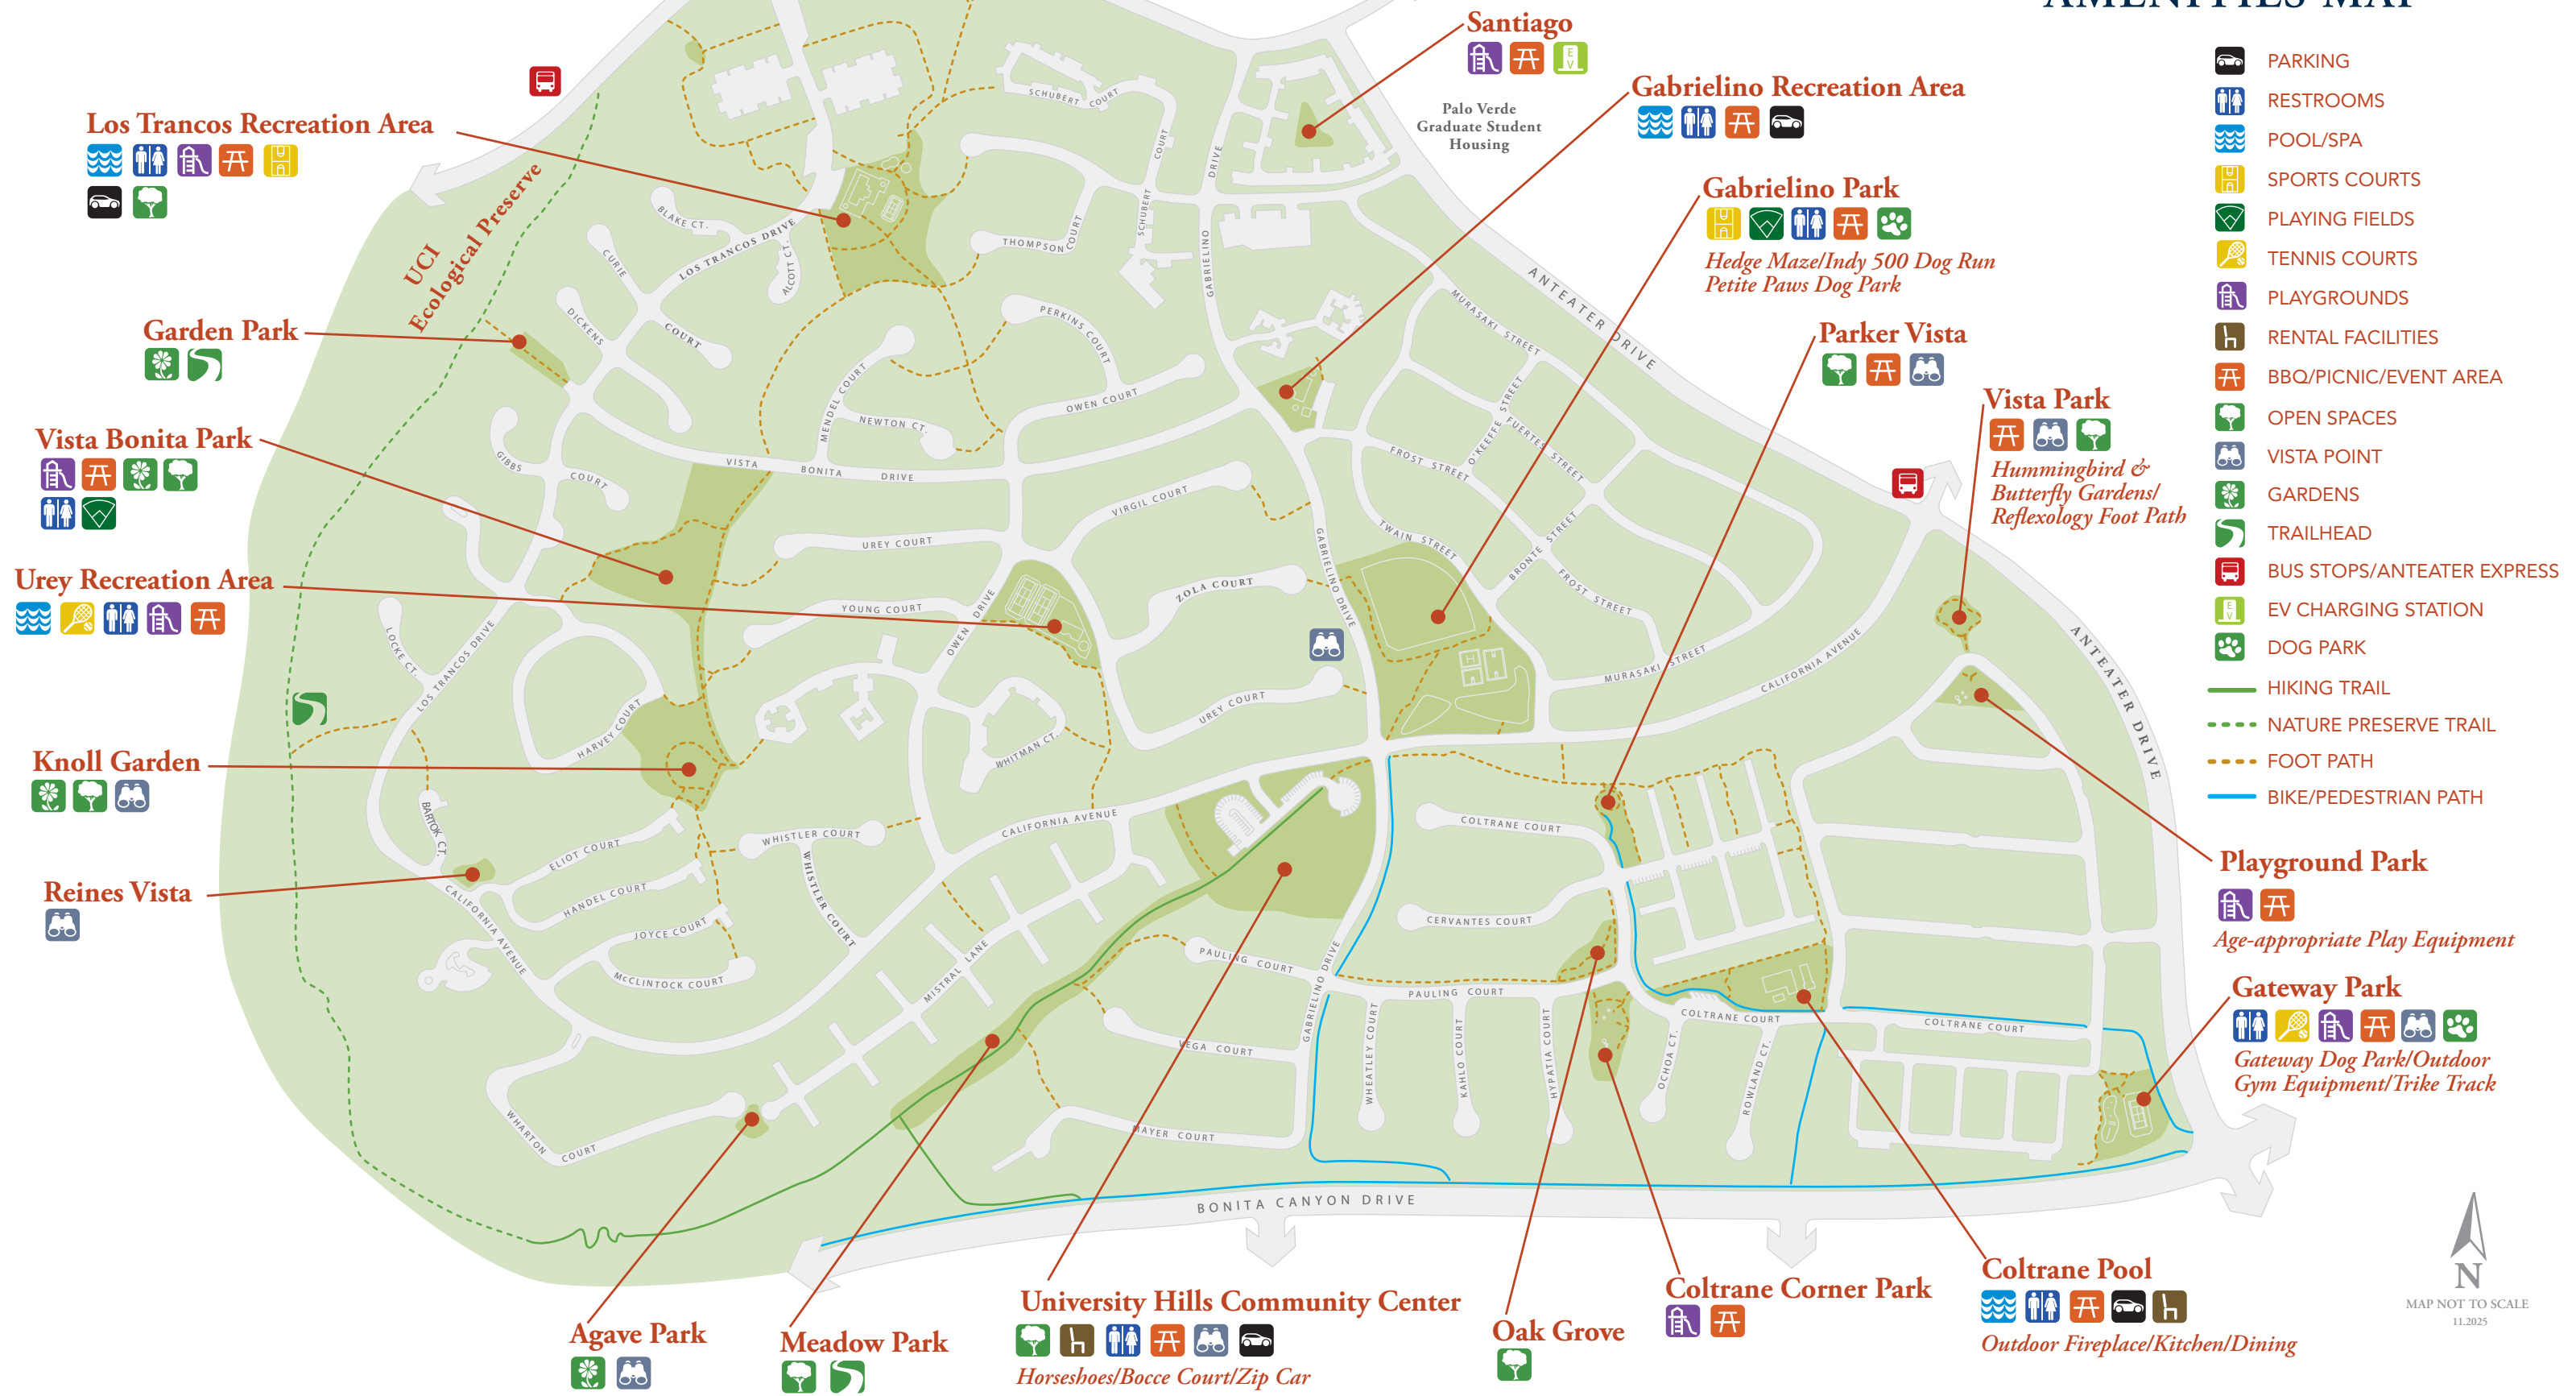 AMENITIES MAP
Santiago
Palo Verde
Graduate Student
Housing
Gabrielino Recreation Area
Los Trancos Recreation Area
Gabrielino Park
Hedge Maze/Indy 500 Dog Run
Petite Paws Dog Park
Parker Vista
Vista Park
Hummingbird &
Butterfly Gardens/
Reflexology Foot Path
UCI
Ecological Preserve
Garden Park
Vista Bonita Park
Urey Recreation Area
Knoll Garden
Reines Vista
Playground Park
Age-appropriate Play Equipment
Gateway Park
Gateway Dog Park/Outdoor
Gym Equipment/Trike Track
Coltrane Pool
Outdoor Fireplace/Kitchen/Dining
Coltrane Corner Park
Oak Grove
University Hills Community Center
Horseshoes/Bocce Court/Zip Car
Meadow Park
Agave Park
PARKING
RESTROOMS
POOL/SPA
SPORTS COURTS
PLAYING FIELDS
TENNIS COURTS
PLAYGROUNDS
RENTAL FACILITIES
BBQ/PICNIC/EVENT AREA
OPEN SPACES
VISTA POINT
GARDENS
TRAILHEAD
BUS STOPS/ANTEATER EXPRESS
EV
EV CHARGING STATION
DOG PARK
HIKING TRAIL
NATURE PRESERVE TRAIL
FOOT PATH
BIKE/PEDESTRIAN PATH
N
MAP NOT TO SCALE
11.2025
SCHUBERT COURT
SCHUBERT COURT
GABRIELINO DRIVE
THOMPSON COURT
BLAKE CT.
LOS TRANCOS DRIVE
ALCOTT CT.
CURIE COURT
DICKENS
PERKINS COURT
MENDEL COURT
NEWTON CT.
OWEN COURT
VISTA BONITA DRIVE
GIBBS COURT
UREY COURT
VIRGIL COURT
YOUNG COURT
OWEN DRIVE
ZOLA COURT
UREY COURT
GABRIELINO DRIVE
ANTEATER DRIVE
MURASAKI STREET
O'KEEFFE STREET
FUERTES STREET
FROST STREET
TWAIN STREET
BRONTE STREET
FROST STREET
MURASAKI STREET
CALIFORNIA AVENUE
ANTEATER DRIVE
LOCKE CT.
LOS TRANCOS DRIVE
HARVEY COURT
WHITMAN CT.
BARTOK CT.
ELIOT COURT
HANDEL COURT
JOYCE COURT
McCLINTOCK COURT
CALIFORNIA AVENUE
WHISTLER COURT
WHISTLER COURT
CALIFORNIA AVENUE
MISTRAL LANE
WHARTON COURT
COLTRANE COURT
CERVANTES COURT
PAULING COURT
GABRIELINO DRIVE
PAULING COURT
VEGA COURT
MAYER COURT
WHEATLEY COURT
KAHLO COURT
HYPATIA COURT
OCHOA CT.
ROWLAND CT.
COLTRANE COURT
COLTRANE COURT
BONITA CANYON DRIVE